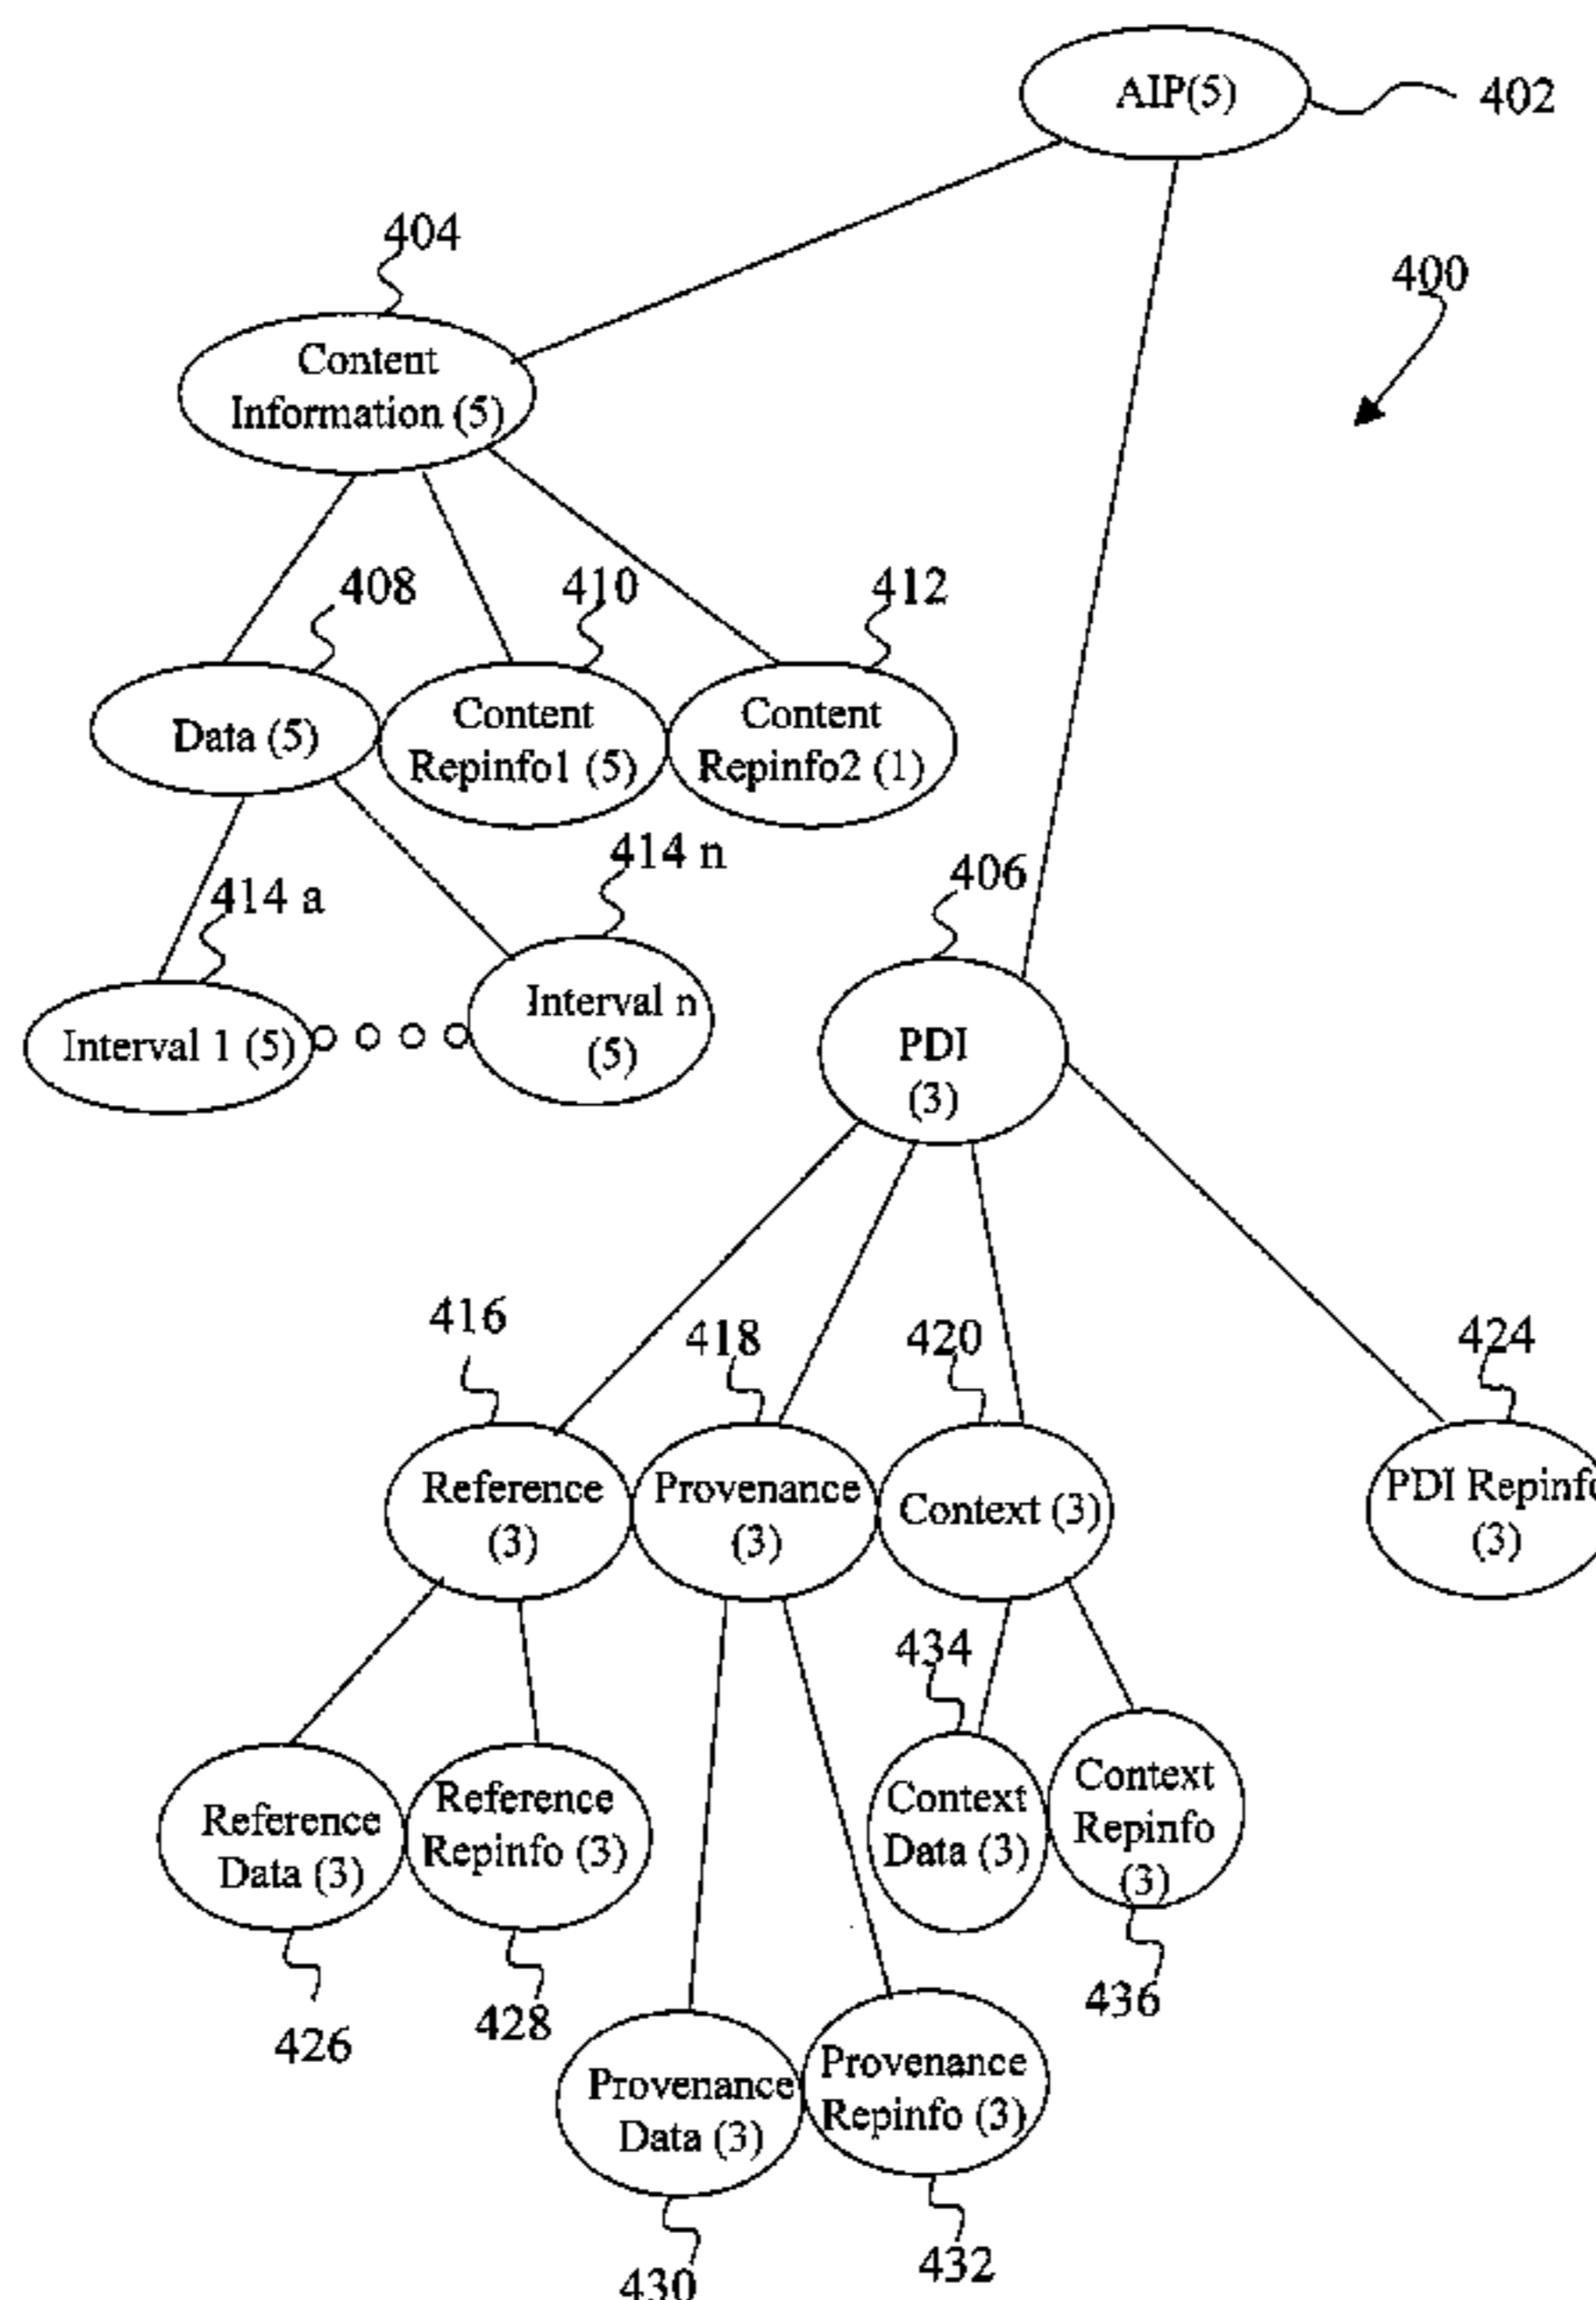 AIP(5)
402
404
400
Content
Information (5)
408
410
412
Data (5)
Content
Repinfo1 (5)
Content
Repinfo2 (1)
414 a
414 n
406
Interval 1 (5)
Interval n
(5)
PDI
(3)
416
418
420
424
Reference
(3)
Provenance
(3)
Context (3)
PDI Repinfo
(3)
434
Reference
Data (3)
Reference
Repinfo (3)
Context
Data (3)
Context
Repinfo
(3)
426
428
436
Provenance
Data (3)
Provenance
Repinfo (3)
430
432